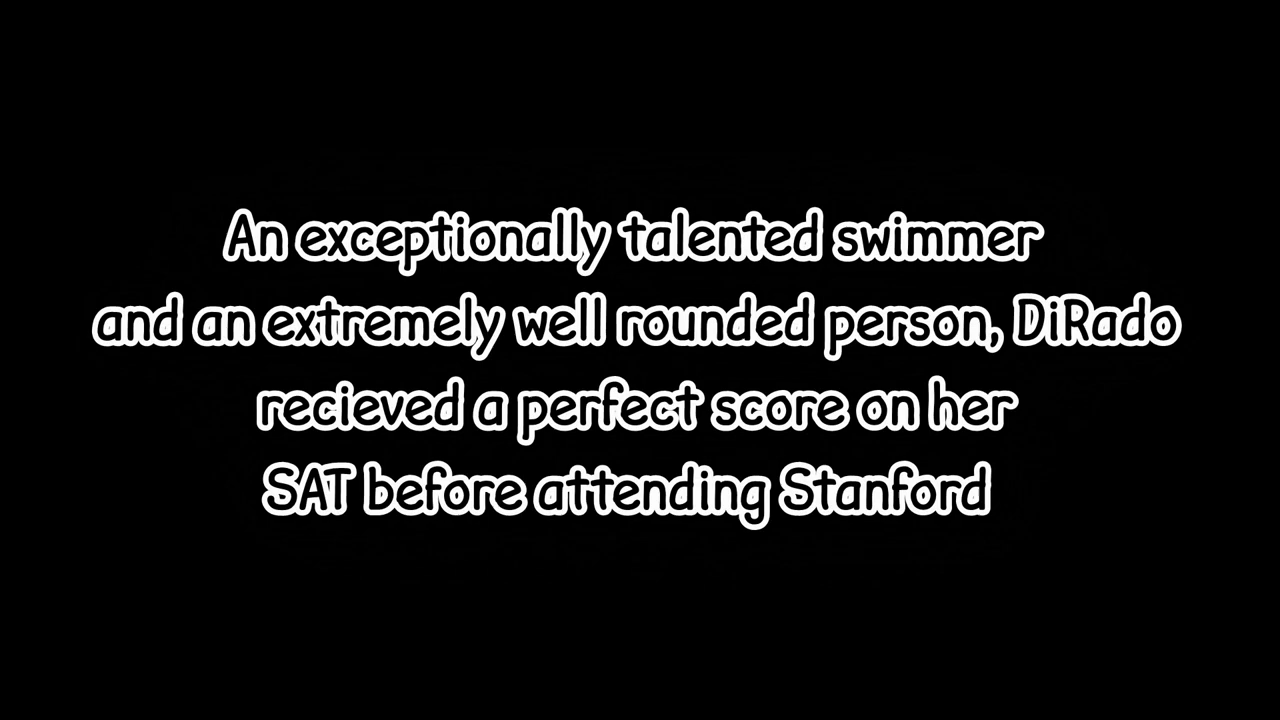 An exceptionally talented swimmer
and an extremely well rounded person, DiRado
recieved a perfect score on her
SAT before attending Stanford